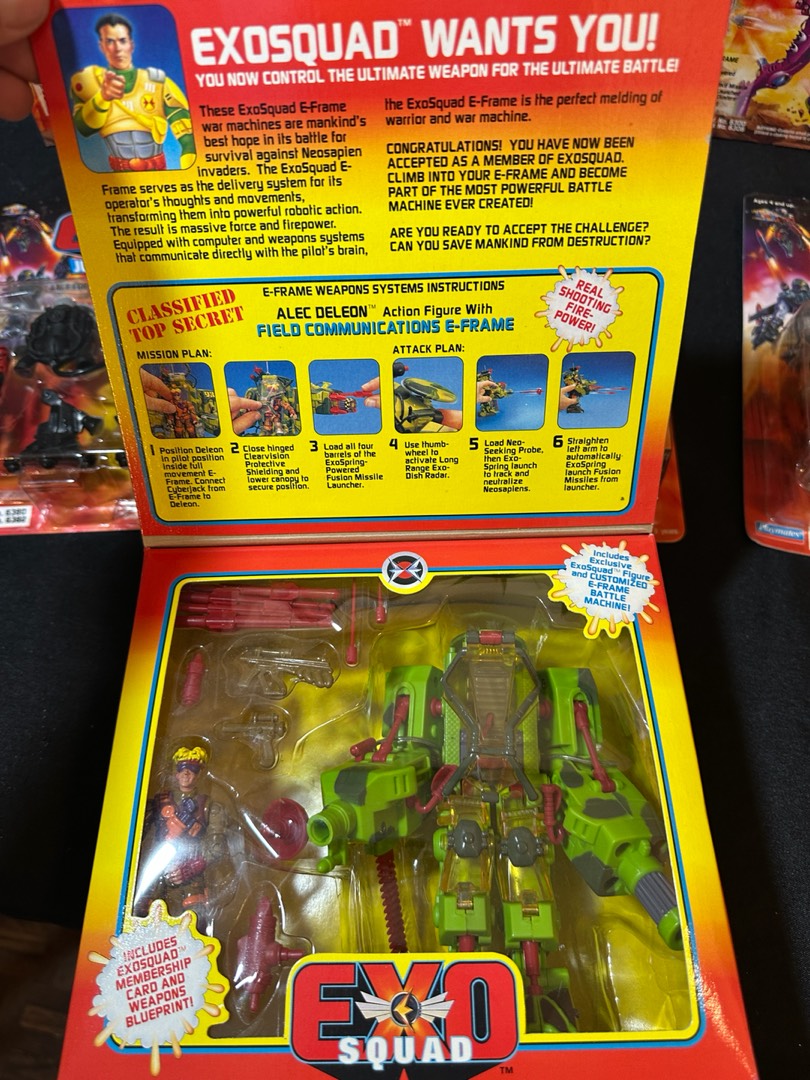 EXOSQUAD™ WANTS YOU!
YOU NOW CONTROL THE ULTIMATE WEAPON FOR THE ULTIMATE BATTLE!
These ExoSquad E-Frame
war machines are mankind's
best hope in its battle for
survival against Neosapien
invaders. The ExoSquad E-
Frame serves as the delivery system for its
operator's thoughts and movements,
transforming them into powerful robotic action.
The result is massive force and firepower.
Equipped with computer and weapons systems
that communicate directly with the pilot's brain,
the ExoSquad E-Frame is the perfect melding of
warrior and war machine.
CONGRATULATIONS! YOU HAVE NOW BEEN
ACCEPTED AS A MEMBER OF EXOSQUAD.
CLIMB INTO YOUR E-FRAME AND BECOME
PART OF THE MOST POWERFUL BATTLE
MACHINE EVER CREATED!
ARE YOU READY TO ACCEPT THE CHALLENGE?
CAN YOU SAVE MANKIND FROM DESTRUCTION?
CLASSIFIED
TOP SECRET
E-FRAME WEAPONS SYSTEMS INSTRUCTIONS
ALEC DELEON™ Action Figure With
FIELD COMMUNICATIONS E-FRAME
REAL
SHOOTING
FIRE-
POWER!
MISSION PLAN:
ATTACK PLAN:
1 Position Deleon
in pilot position
inside full
movement E-
Frame. Connect
Cyberjack from
E-Frame to
Deleon.
2 Close hinged
Clearvision
Protective
Shielding and
lower canopy to
secure position.
3 Load all four
barrels of the
ExoSpring-
Powered
Fusion Missile
Launcher.
4 Use thumb-
wheel to
activate Long
Range Exo-
Dish Radar.
5 Load Neo-
Seeking Probe,
then Exo-
Spring launch
to track and
neutralize
Neosapiens.
6 Straighten
left arm to
automatically
ExoSpring
launch Fusion
Missiles from
launcher.
Includes
Exclusive
ExoSquad™ Figure
and CUSTOMIZED
E-FRAME
BATTLE
MACHINE!
INCLUDES
EXOSQUAD™
MEMBERSHIP
CARD AND
WEAPONS
BLUEPRINT!
EXO
SQUAD
™
Ages 4 and up
Playmates
6380
6382